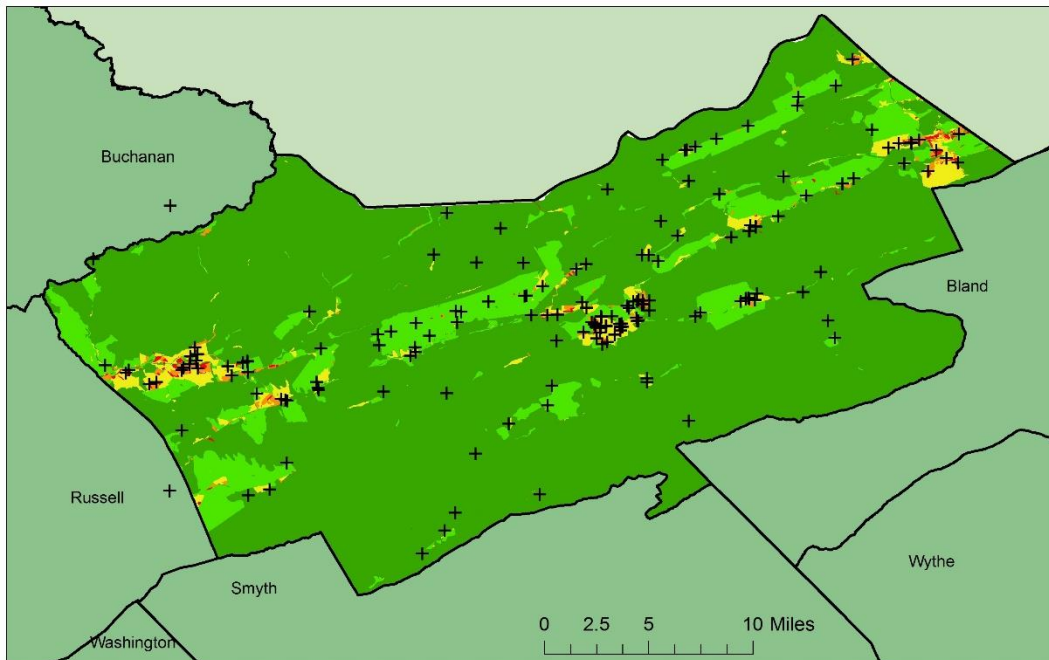 Buchanan
Bland
Russell
Wythe
Smyth
0 2.5 5 10 Miles
Washington